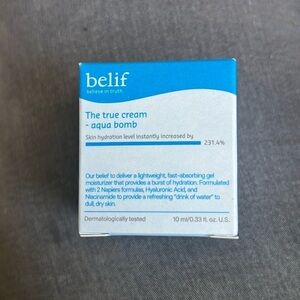 belif
believe in truth
The true cream
- aqua bomb
Skin hydration level instantly increased by
231.4%
Our belief to deliver a lightweight, fast-absorbing gel
moisturizer that provides a burst of hydration. Formulated
with 2 Napiers formulas, Hyaluronic Acid, and
Niacinamide to provide a refreshing "drink of water" to
dull, dry skin.
Dermatologically tested
10 ml/0.33 fl. oz. U.S.